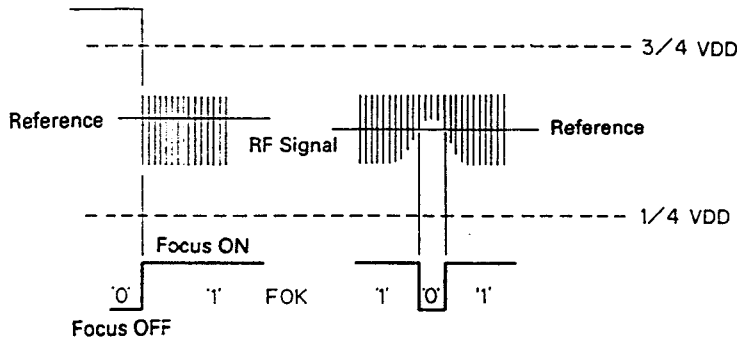 3/4 VDD
Reference
RF Signal
Reference
1/4 VDD
Focus ON
'0' '1' FOK '1' '0' '1'
Focus OFF